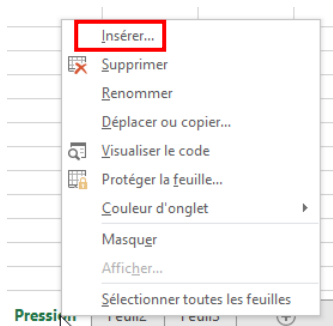 Insérer...
Supprimer
Renommer
Déplacer ou copier...
Visualiser le code
Protéger la feuille...
Couleur d'onglet
Masquer
Afficher...
Sélectionner toutes les feuilles
Pression Feuil2 Feuil3